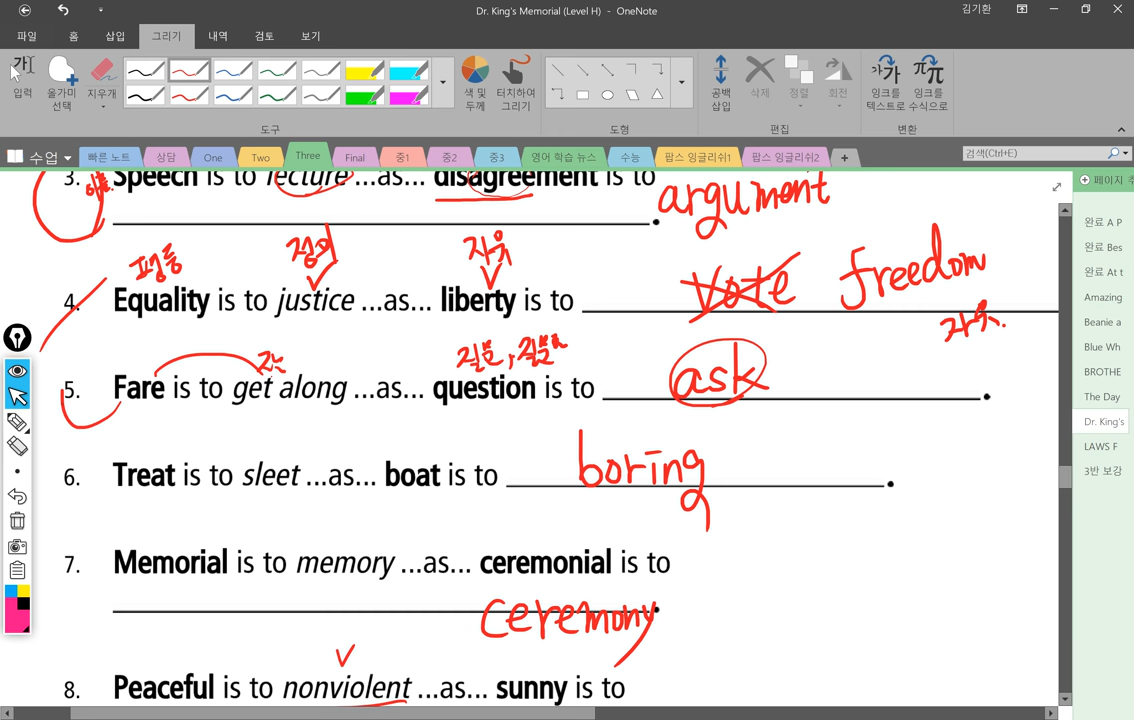 Dr. King's Memorial (Level H) - OneNote
김기환
파일 홈 삽입 그리기 내역 검토 보기
입력 올가미 선택 지우개 색 및 두께 터치하여 그리기 공백 삽입 삭제 정렬 회전 잉크를 텍스트로 잉크를 수식으로
도구 도형 편집 변환
수업 빠른 노트 상담 One Two Three Final 중1 중2 중3 영어 학습 뉴스 수능 팝스 잉글리쉬1 팝스 잉글리쉬2
검색(Ctrl+E)
페이지 추
완료 A P
완료 Bes
완료 At t
Amazing
Beanie a
Blue Wh
BROTHE
The Day
Dr. King's
LAWS F
3반 보강
3. Speech is to lecture ...as... disagreement is to
argument
평등 정의 자유
4. Equality is to justice ...as... liberty is to vote freedom
자유.
질문, 질문
5. Fare is to get along ...as... question is to ask.
6. Treat is to sleet ...as... boat is to boring.
7. Memorial is to memory ...as... ceremonial is to
ceremony.
8. Peaceful is to nonviolent ...as... sunny is to